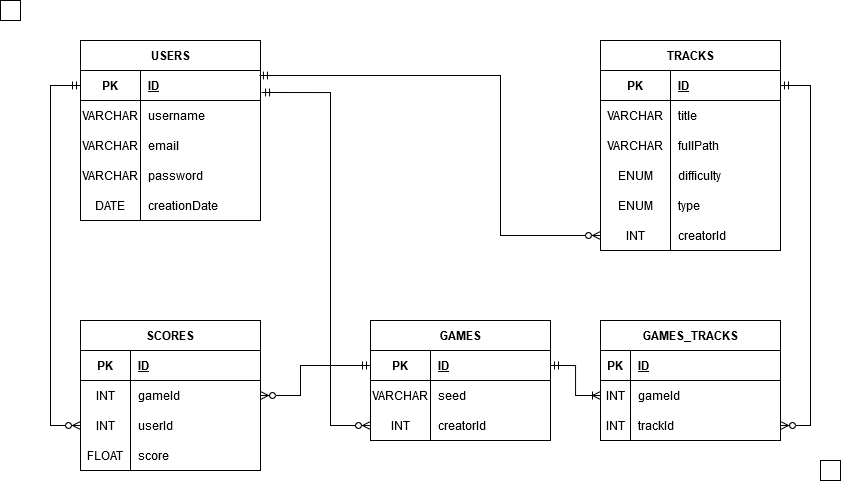 USERS
PK ID
VARCHAR username
VARCHAR email
VARCHAR password
DATE creationDate
TRACKS
PK ID
VARCHAR title
VARCHAR fullPath
ENUM difficulty
ENUM type
INT creatorId
SCORES
PK ID
INT gameId
INT userId
FLOAT score
GAMES
PK ID
VARCHAR seed
INT creatorId
GAMES_TRACKS
PK ID
INT gameId
INT trackId